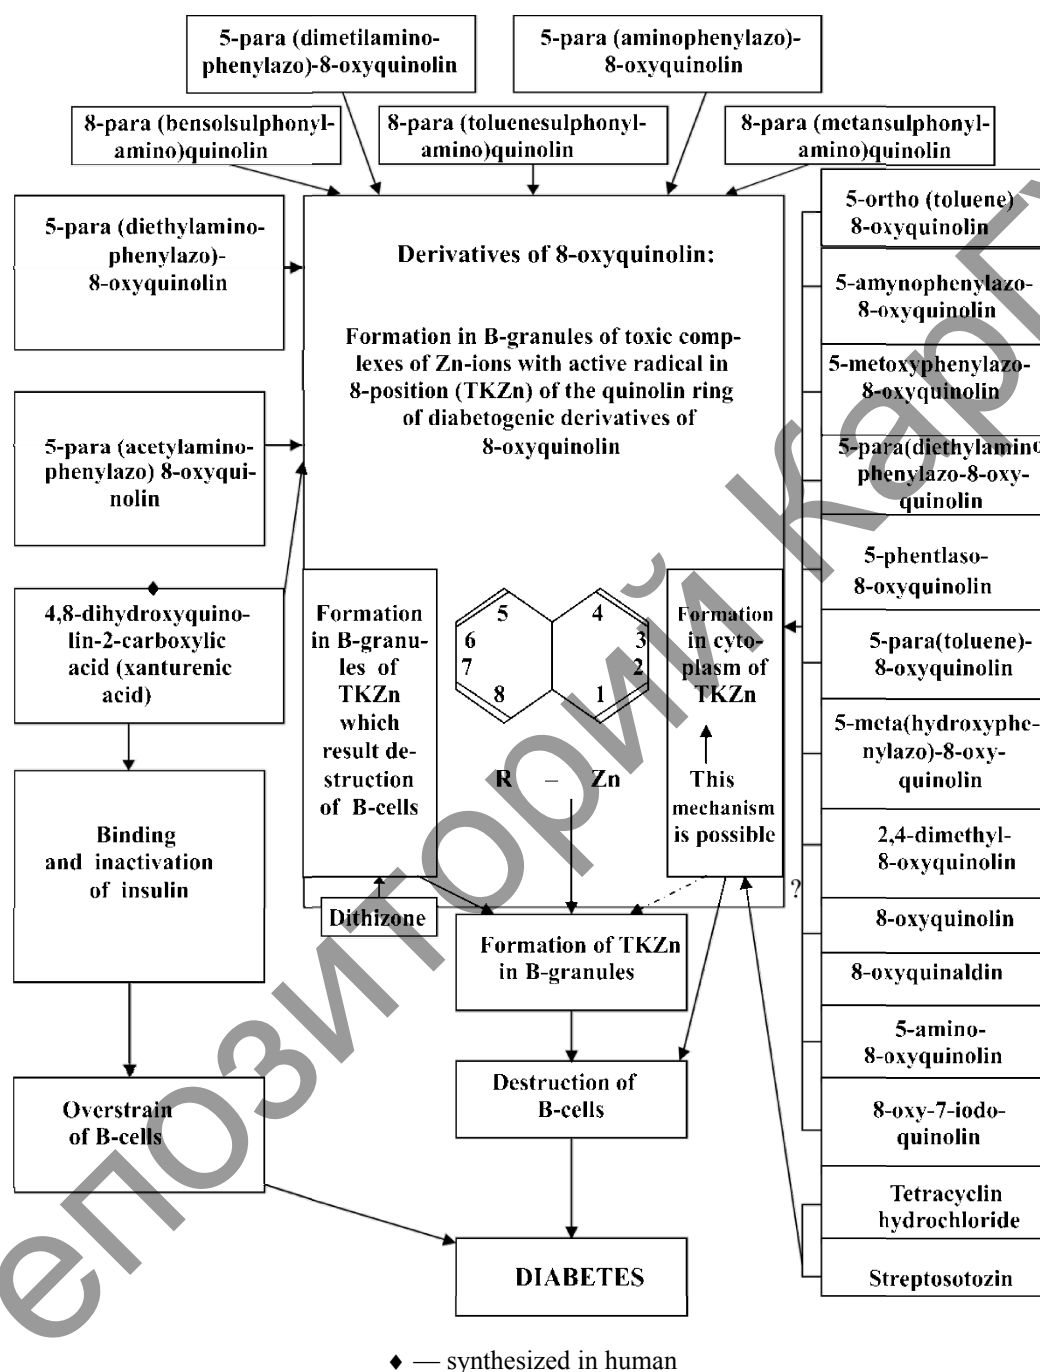 5-para (dimetilamino-
phenylazo)-8-oxyquinolin
5-para (aminophenylazo)-
8-oxyquinolin
8-para (bensolsulphonyl-
amino)quinolin
8-para (toluenesulphonyl-
amino)quinolin
8-para (metansulphonyl-
amino)quinolin
5-para (diethylamino-
phenylazo)-
8-oxyquinolin
5-para (acetylamino-
phenylazo) 8-oxyqui-
nolin
4,8-dihydroxyquino-
lin-2-carboxylic
acid (xanturenic
acid)
Binding
and inactivation
of insulin
Overstrain
of B-cells
Derivatives of 8-oxyquinolin:
Formation in B-granules of toxic com-
plexes of Zn-ions with active radical in
8-position (TKZn) of the quinolin ring
of diabetogenic derivatives of
8-oxyquinolin
Formation
in B-granu-
les of
TKZn
which
result de-
struction
of B-cells
5 4
6 3
7 2
8 1
R – Zn
Formation
in cyto-
plasm of
TKZn
This
mechanism
is possible
?
Dithizone
Formation of TKZn
in B-granules
Destruction of
B-cells
DIABETES
5-ortho (toluene)
8-oxyquinolin
5-amynophenylazo-
8-oxyquinolin
5-metoxyphenylazo-
8-oxyquinolin
5-para(diethylamino
phenylazo-8-oxy-
quinolin
5-phentlaso-
8-oxyquinolin
5-para(toluene)-
8-oxyquinolin
5-meta(hydroxyphe-
nylazo)-8-oxy-
quinolin
2,4-dimethyl-
8-oxyquinolin
8-oxyquinolin
8-oxyquinaldin
5-amino-
8-oxyquinolin
8-oxy-7-iodo-
quinolin
Tetracyclin
hydrochloride
Streptosotozin
♦ — synthesized in human
епозиторий КарГУ